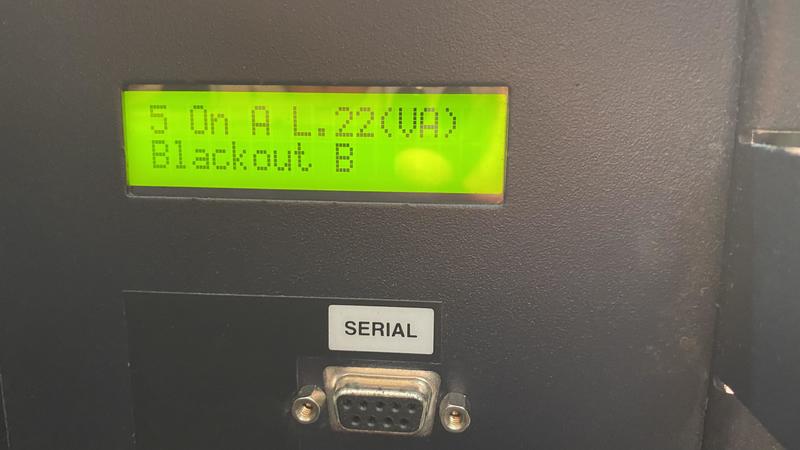 5 On A L.22(VA)
Blackout B
SERIAL